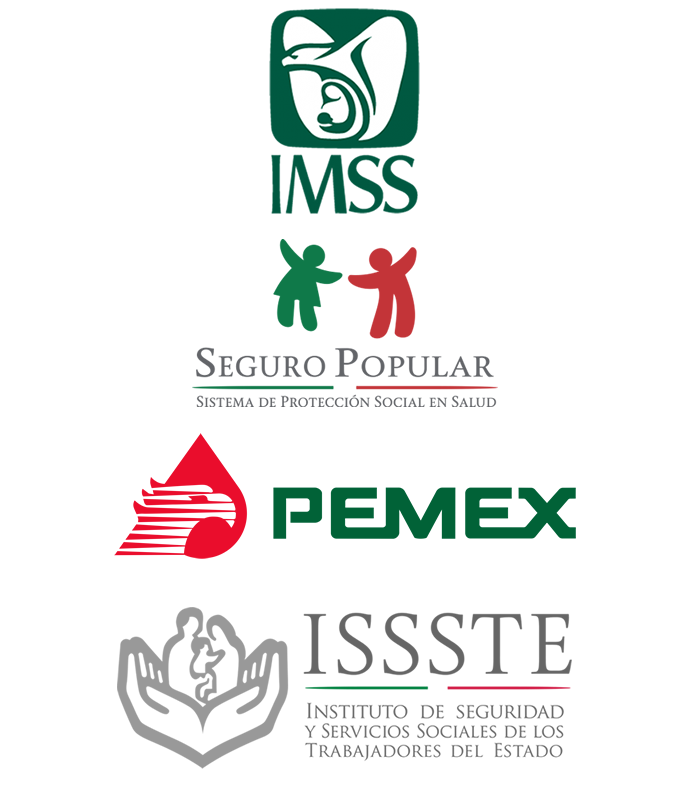 IMSS
SEGURO POPULAR
SISTEMA DE PROTECCIÓN SOCIAL EN SALUD
PEMEX
ISSSTE
INSTITUTO DE SEGURIDAD
Y SERVICIOS SOCIALES DE LOS
TRABAJADORES DEL ESTADO